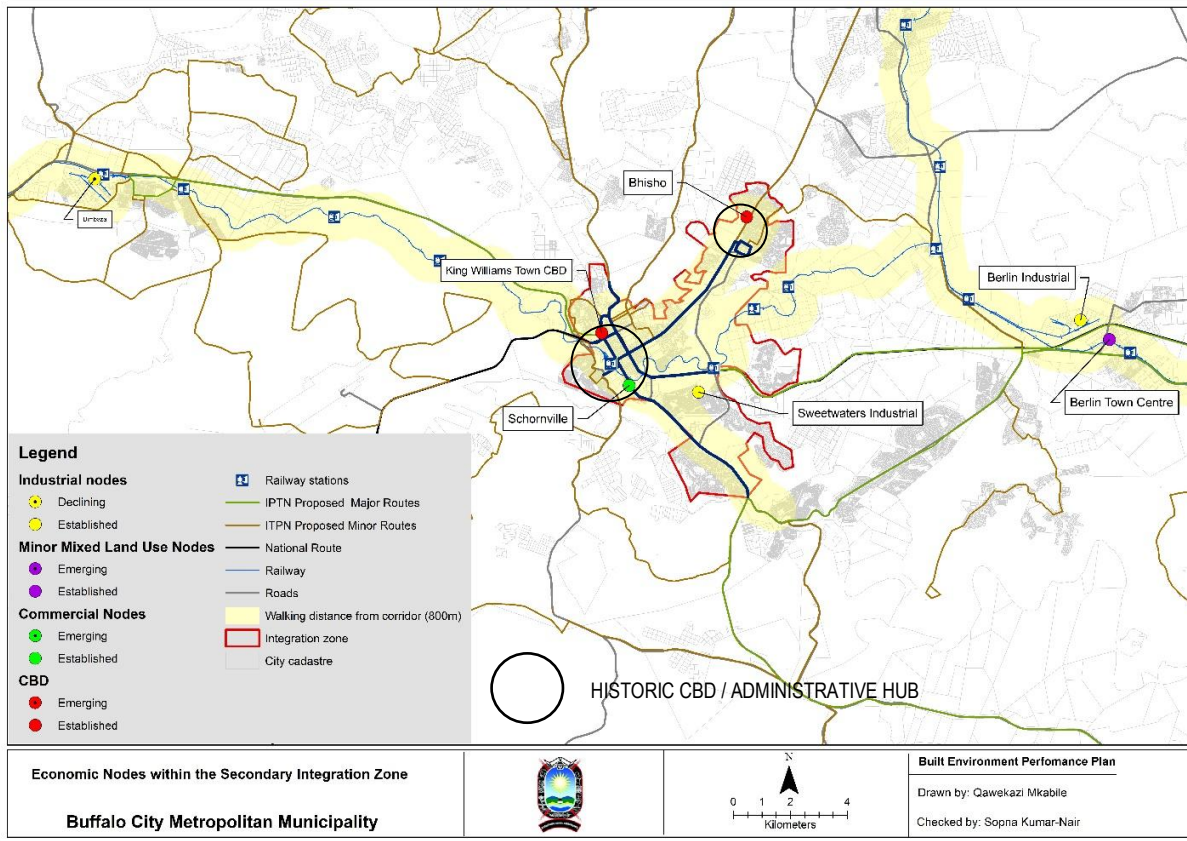 Bhisho
King Williams Town CBD
Berlin Industrial
Berlin Town Centre
Schornville
Sweetwaters Industrial
Legend
Industrial nodes
Declining
Established
Minor Mixed Land Use Nodes
Emerging
Established
Commercial Nodes
Emerging
Established
CBD
Emerging
Established
Railway stations
IPTN Proposed  Major Routes
ITPN Proposed Minor Routes
National Route
Railway
Roads
Walking distance from corridor (800m)
Integration zone
City cadastre
HISTORIC CBD / ADMINISTRATIVE HUB
Economic Nodes within the Secondary Integration Zone
Buffalo City Metropolitan Municipality
N
0 1 2 4
Kilometers
Built Environment Perfomance Plan
Drawn by: Qawekazi Mkabile
Checked by: Sopna Kumar-Nair